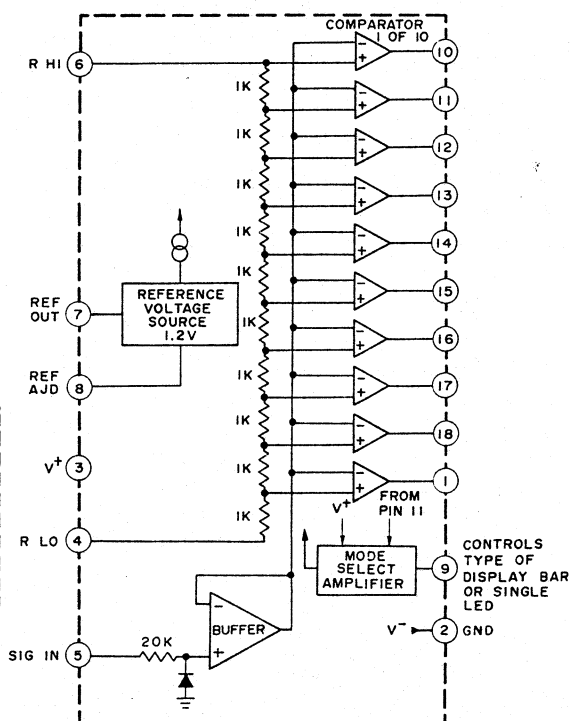 COMPARATOR
1 OF 10
R HI 6
10
1K
11
1K
12
1K
13
1K
14
1K
15
1K
16
1K
17
1K
18
1K
1
1K
REFERENCE
VOLTAGE
SOURCE
1.2V
REF
OUT 7
REF
AJD 8
V+ 3
R LO 4
V+
FROM
PIN 11
MODE
SELECT
AMPLIFIER
9
CONTROLS
TYPE OF
DISPLAY BAR
OR SINGLE
LED
V- 2 GND
BUFFER
20K
SIG IN 5
- +
- +
- +
- +
- +
- +
- +
- +
- +
- +
- +